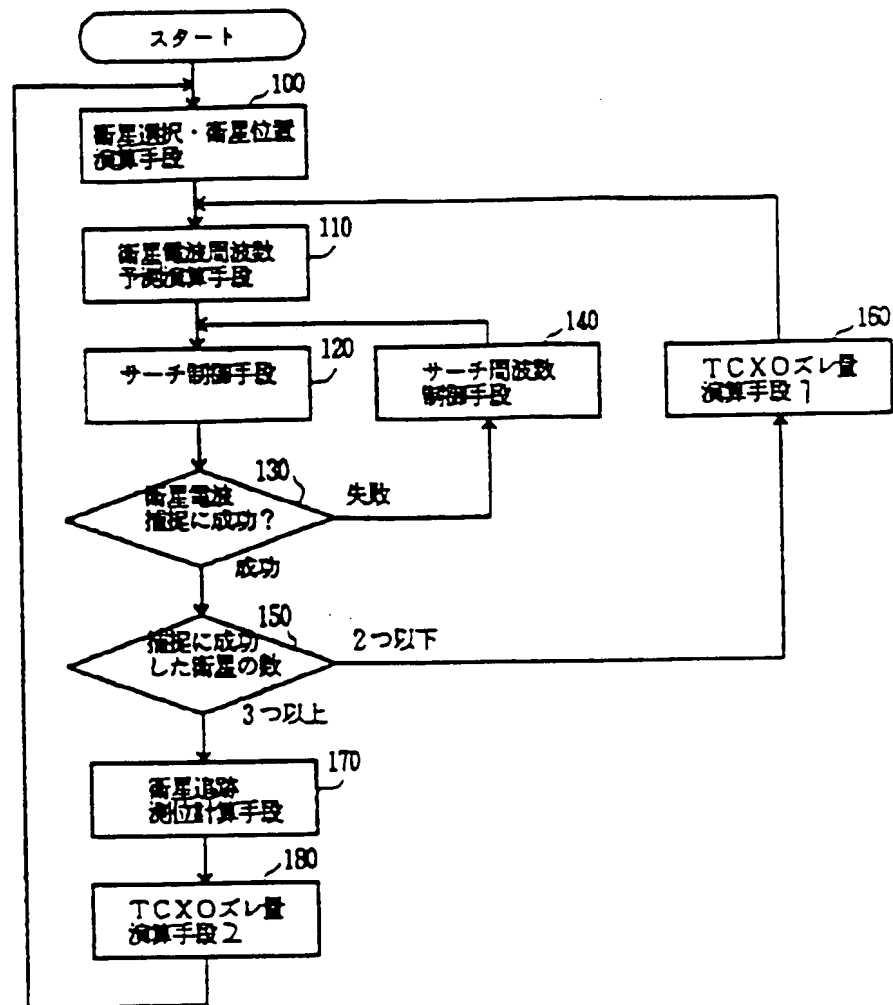 スタート
100
衛星選択・衛星位置
演算手段
110
衛星電波周波数
予測演算手段
120
サーチ制御手段
140
サーチ周波数
制御手段
160
TCXOズレ量
演算手段1
130
衛星電波
捕捉に成功?
失敗
成功
150
捕捉に成功
した衛星の数
2つ以下
3つ以上
170
衛星追跡
測位計算手段
180
TCXOズレ量
演算手段2